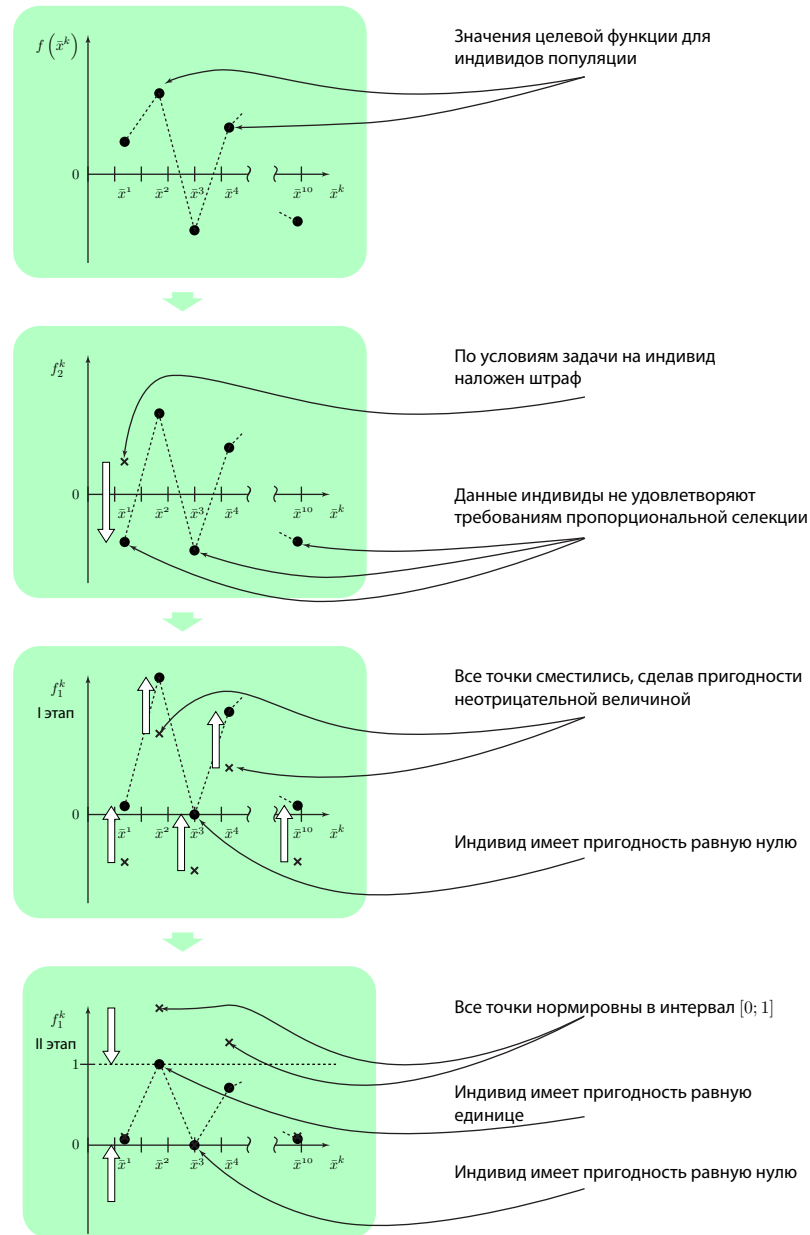 f (x̄^k)
Значения целевой функции для
индивидов популяции
0
x̄^1 x̄^2 x̄^3 x̄^4 x̄^10 x̄^k
f_2^k
По условиям задачи на индивид
наложен штраф
0
x̄^1 x̄^2 x̄^3 x̄^4 x̄^10 x̄^k
Данные индивиды не удовлетворяют
требованиям пропорциональной селекции
f_1^k
I этап
Все точки сместились, сделав пригодности
неотрицательной величиной
0
x̄^1 x̄^2 x̄^3 x̄^4 x̄^10 x̄^k
Индивид имеет пригодность равную нулю
f_1^k
II этап
Все точки нормировны в интервал [0; 1]
1
Индивид имеет пригодность равную
единице
0
x̄^1 x̄^2 x̄^3 x̄^4 x̄^10 x̄^k
Индивид имеет пригодность равную нулю